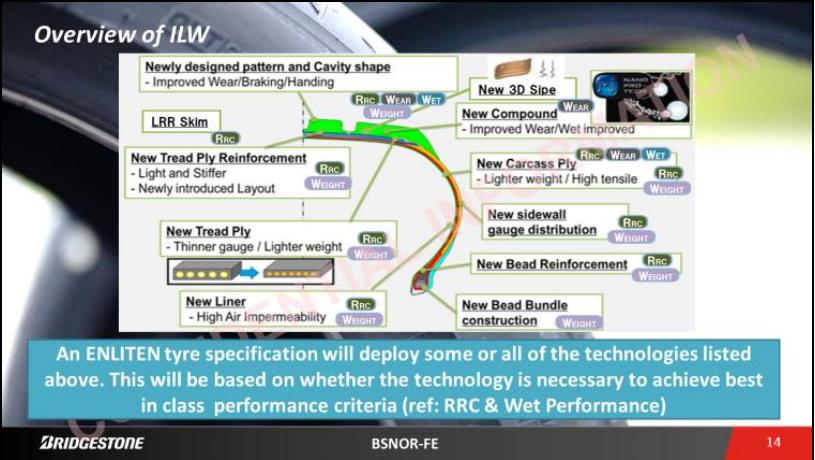 Overview of ILW
Newly designed pattern and Cavity shape
- Improved Wear/Braking/Handing
RRC WEAR WET
WEIGHT
New 3D Sipe
NANO
PRO
TECH
LRR Skim
RRC
New Compound WEAR
- Improved Wear/Wet improved
RRC WEAR WET
New Tread Ply Reinforcement
- Light and Stiffer
- Newly introduced Layout
RRC
WEIGHT
New Carcass Ply
- Lighter weight / High tensile
RRC
WEIGHT
New sidewall
gauge distribution
RRC
WEIGHT
New Tread Ply
- Thinner gauge / Lighter weight
RRC
WEIGHT
New Bead Reinforcement
RRC
WEIGHT
New Liner
- High Air Impermeability
RRC
WEIGHT
New Bead Bundle
construction
WEIGHT
CONFIDENTIAL INFORMATION
An ENLITEN tyre specification will deploy some or all of the technologies listed
above. This will be based on whether the technology is necessary to achieve best
in class performance criteria (ref: RRC & Wet Performance)
BRIDGESTONE
BSNOR-FE
14